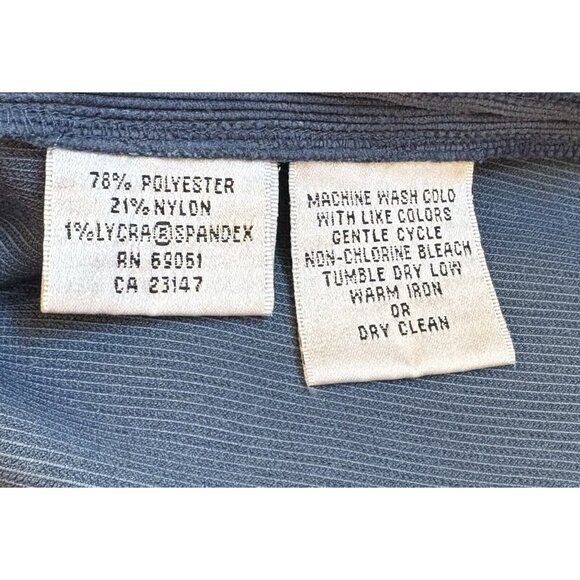 78% POLYESTER
21% NYLON
1% LYCRA®SPANDEX
RN 69061
CA 23147
MACHINE WASH COLD
WITH LIKE COLORS
GENTLE CYCLE
NON-CHLORINE BLEACH
TUMBLE DRY LOW
WARM IRON
OR
DRY CLEAN